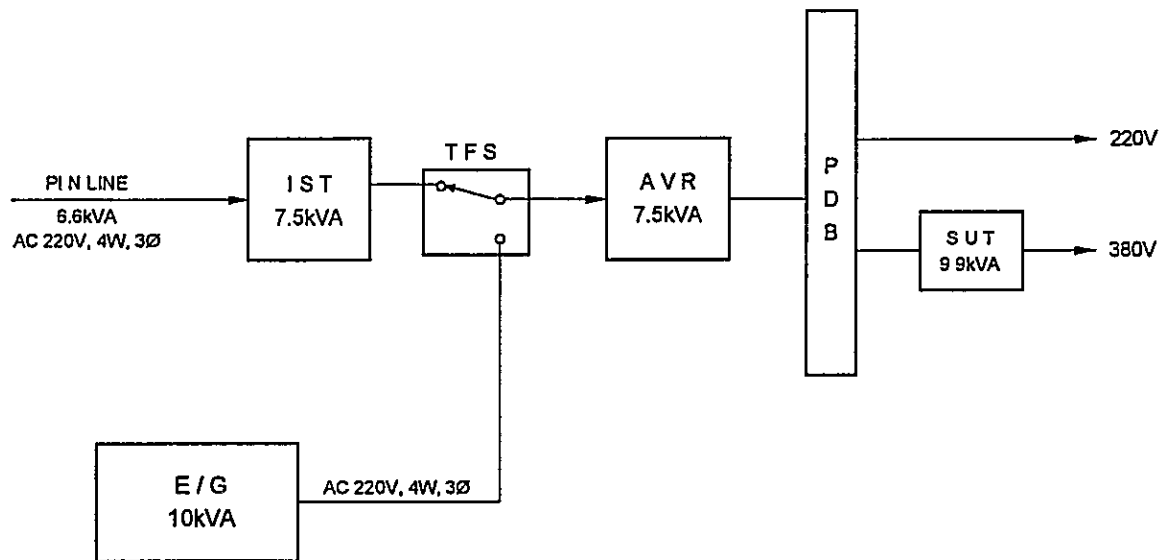 PIN LINE
6.6kVA
AC 220V, 4W, 3Ø
I S T
7.5kVA
T F S
A V R
7.5kVA
P
D
B
220V
S U T
9 9kVA
380V
E / G
10kVA
AC 220V, 4W, 3Ø